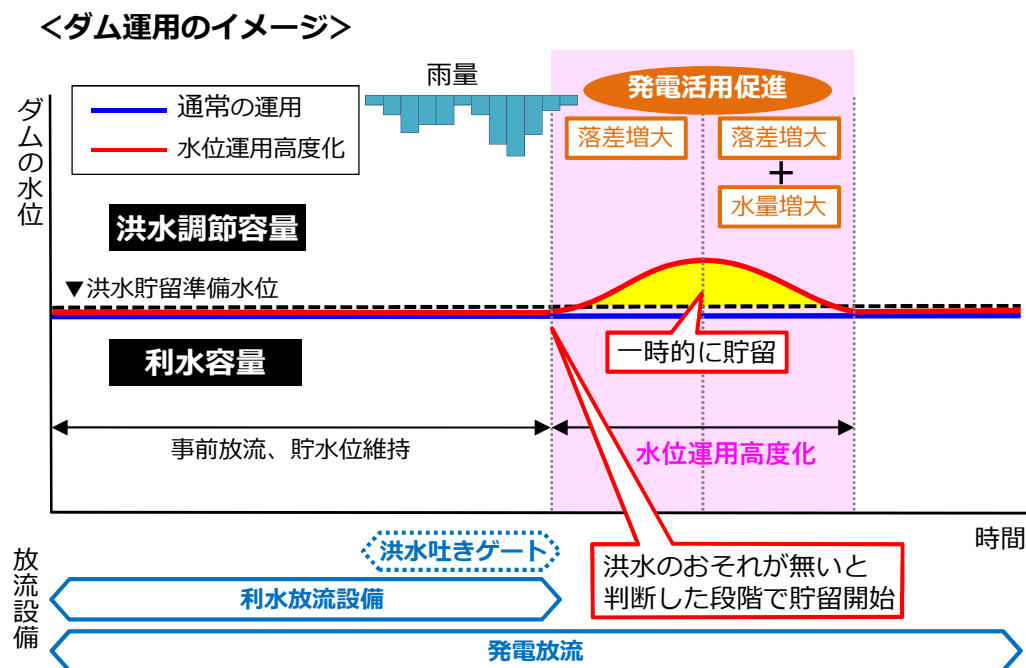 <ダム運用のイメージ>
雨量
発電活用促進
通常の運用
水位運用高度化
落差増大
落差増大
+
水量増大
ダムの水位
洪水調節容量
▼洪水貯留準備水位
一時的に貯留
利水容量
事前放流、貯水位維持
水位運用高度化
時間
洪水吐きゲート
洪水のおそれが無いと
判断した段階で貯留開始
放流設備
利水放流設備
発電放流